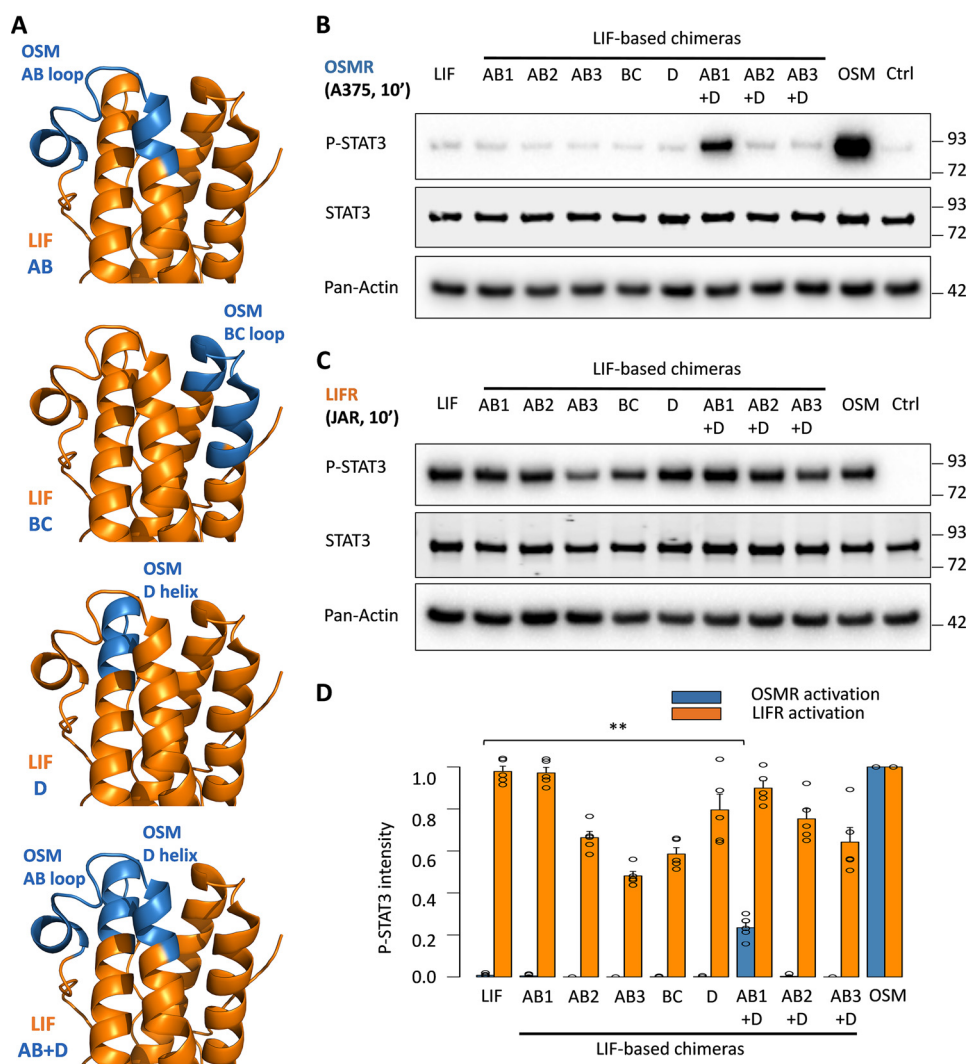 A
OSM
AB loop
LIF
AB
OSM
BC loop
LIF
BC
OSM
D helix
LIF
D
OSM
AB loop
OSM
D helix
LIF
AB+D
B
LIF-based chimeras
OSMR
(A375, 10’)
LIF AB1 AB2 AB3 BC D AB1 AB2 AB3 OSM Ctrl
+D +D +D
P-STAT3
93
72
STAT3
93
72
Pan-Actin
42
C
LIF-based chimeras
LIFR
(JAR, 10’)
LIF AB1 AB2 AB3 BC D AB1 AB2 AB3 OSM Ctrl
+D +D +D
P-STAT3
93
72
STAT3
93
72
Pan-Actin
42
D
OSMR activation
LIFR activation
**
P-STAT3 intensity
1.0
0.8
0.6
0.4
0.2
0.0
LIF AB1 AB2 AB3 BC D AB1 AB2 AB3 OSM
+D +D +D
LIF-based chimeras